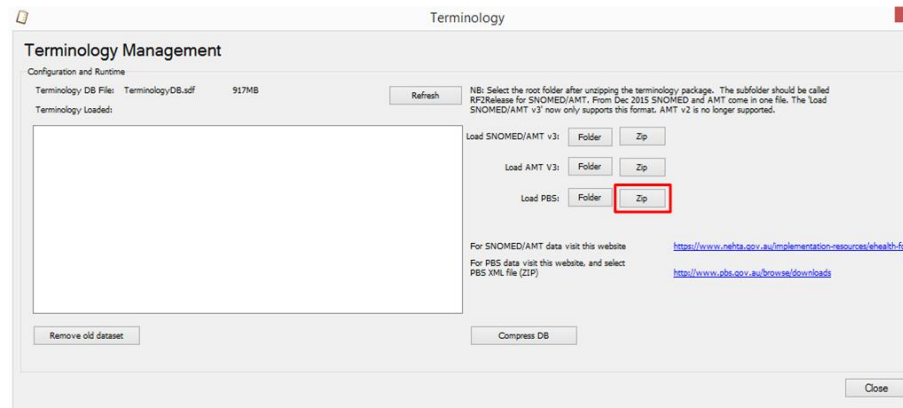 Terminology
Terminology Management
Configuration and Runtime
Terminology DB File: TerminologyDB.sdf 917MB
Refresh
Terminology Loaded:
NB: Select the root folder after unzipping the terminology package. The subfolder should be called
RF2Release for SNOMED/AMT. From Dec 2015 SNOMED and AMT come in one file. The 'Load
SNOMED/AMT v3' now only supports this format. AMT v2 is no longer supported.
Load SNOMED/AMT v3: Folder Zip
Load AMT V3: Folder Zip
Load PBS: Folder Zip
For SNOMED/AMT data visit this website https://www.nehta.gov.au/implementation-resources/ehealth-fo
For PBS data visit this website, and select
PBS XML file (ZIP) http://www.pbs.gov.au/browse/downloads
Remove old dataset
Compress DB
Close